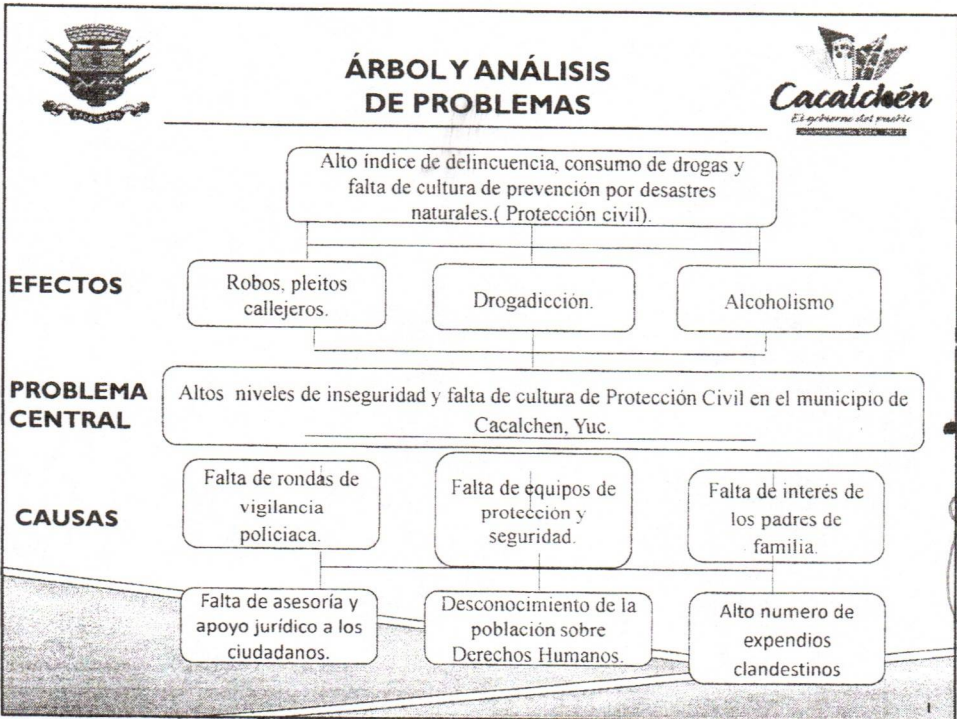 ÁRBOL Y ANÁLISIS
DE PROBLEMAS
Cacalchén
Alto índice de delincuencia, consumo de drogas y
falta de cultura de prevención por desastres
naturales.( Protección civil).
EFECTOS
Robos, pleitos
callejeros.
Drogadicción.
Alcoholismo
PROBLEMA
CENTRAL
Altos niveles de inseguridad y falta de cultura de Protección Civil en el municipio de
Cacalchen, Yuc.
CAUSAS
Falta de rondas de
vigilancia
policiaca.
Falta de equipos de
protección y
seguridad.
Falta de interés de
los padres de
familia.
Falta de asesoría y
apoyo jurídico a los
ciudadanos.
Desconocimiento de la
población sobre
Derechos Humanos.
Alto numero de
expendios
clandestinos
1